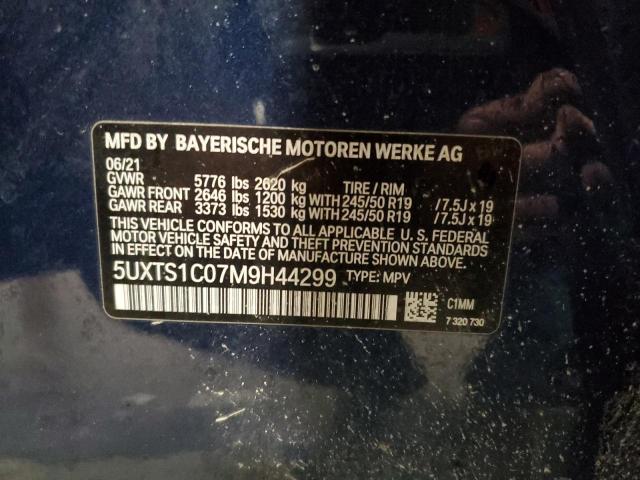 MFD BY BAYERISCHE MOTOREN WERKE AG
06/21
GVWR 5776 lbs 2620 kg TIRE / RIM
GAWR FRONT 2646 lbs 1200 kg WITH 245/50 R19 /7.5J x 19
GAWR REAR 3373 lbs 1530 kg WITH 245/50 R19 /7.5J x 19
THIS VEHICLE CONFORMS TO ALL APPLICABLE U.S. FEDERAL
MOTOR VEHICLE SAFETY AND THEFT PREVENTION STANDARDS
IN EFFECT ON THE DATE OF MANUFACTURE SHOWN ABOVE.
5UXTS1C07M9H44299 TYPE: MPV
C1MM
7 320 730